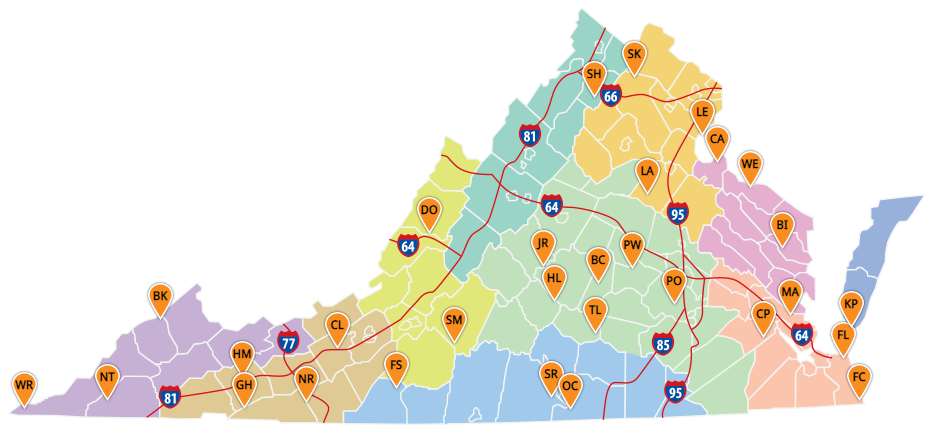 SK
SH
66
LE
81
CA
WE
LA
64
95
DO
BI
64
JR
PW
BC
HL
PO
BK
MA
KP
TL
CP
SM
CL
64
FL
77
85
HM
FS
SR
NT
NR
FC
WR
GH
OC
81
95